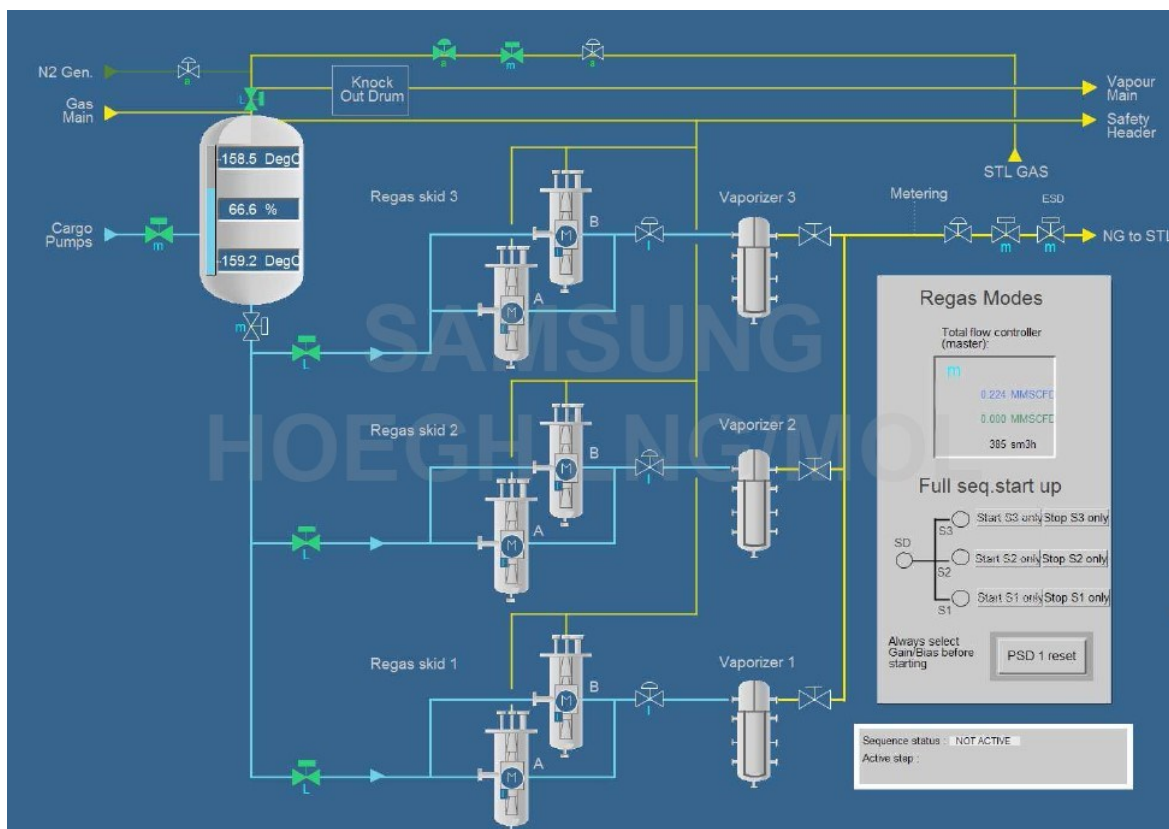 N2 Gen.
a
a
m
a
L
Knock
Out Drum
Vapour
Main
Gas
Main
Safety
Header
-158.5 DegC
STL GAS
Regas skid 3
Vaporizer 3
Metering
ESD
66.6 %
B
M
Cargo
Pumps
m
l
m
m
NG to STL
-159.2 DegC
A
M
m
L
Regas Modes
Total flow controller
(master):
m
0.224 MMSCFD
0.000 MMSCFD
385 sm3h
SAMSUNG
HOEGH LNG/MOL
Regas skid 2
Vaporizer 2
B
M
l
A
M
L
Full seq.start up
SD
S3
Start S3 only Stop S3 only
S2
Start S2 only Stop S2 only
S1
Start S1 only Stop S1 only
Always select
Gain/Bias before
starting
PSD 1 reset
Regas skid 1
Vaporizer 1
B
M
l
A
M
L
Sequence status : NOT ACTIVE
Active step :